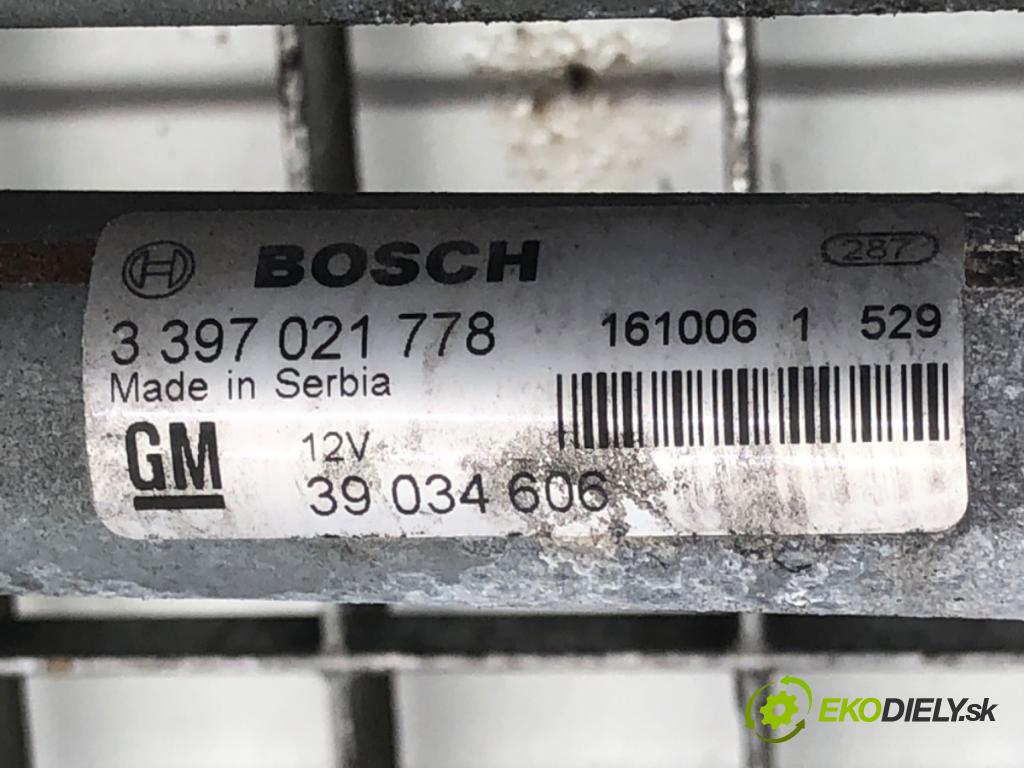 BOSCH 287
3 397 021 778 161006 1 529
Made in Serbia
GM 12V
39 034 606
EKODIELY.sk